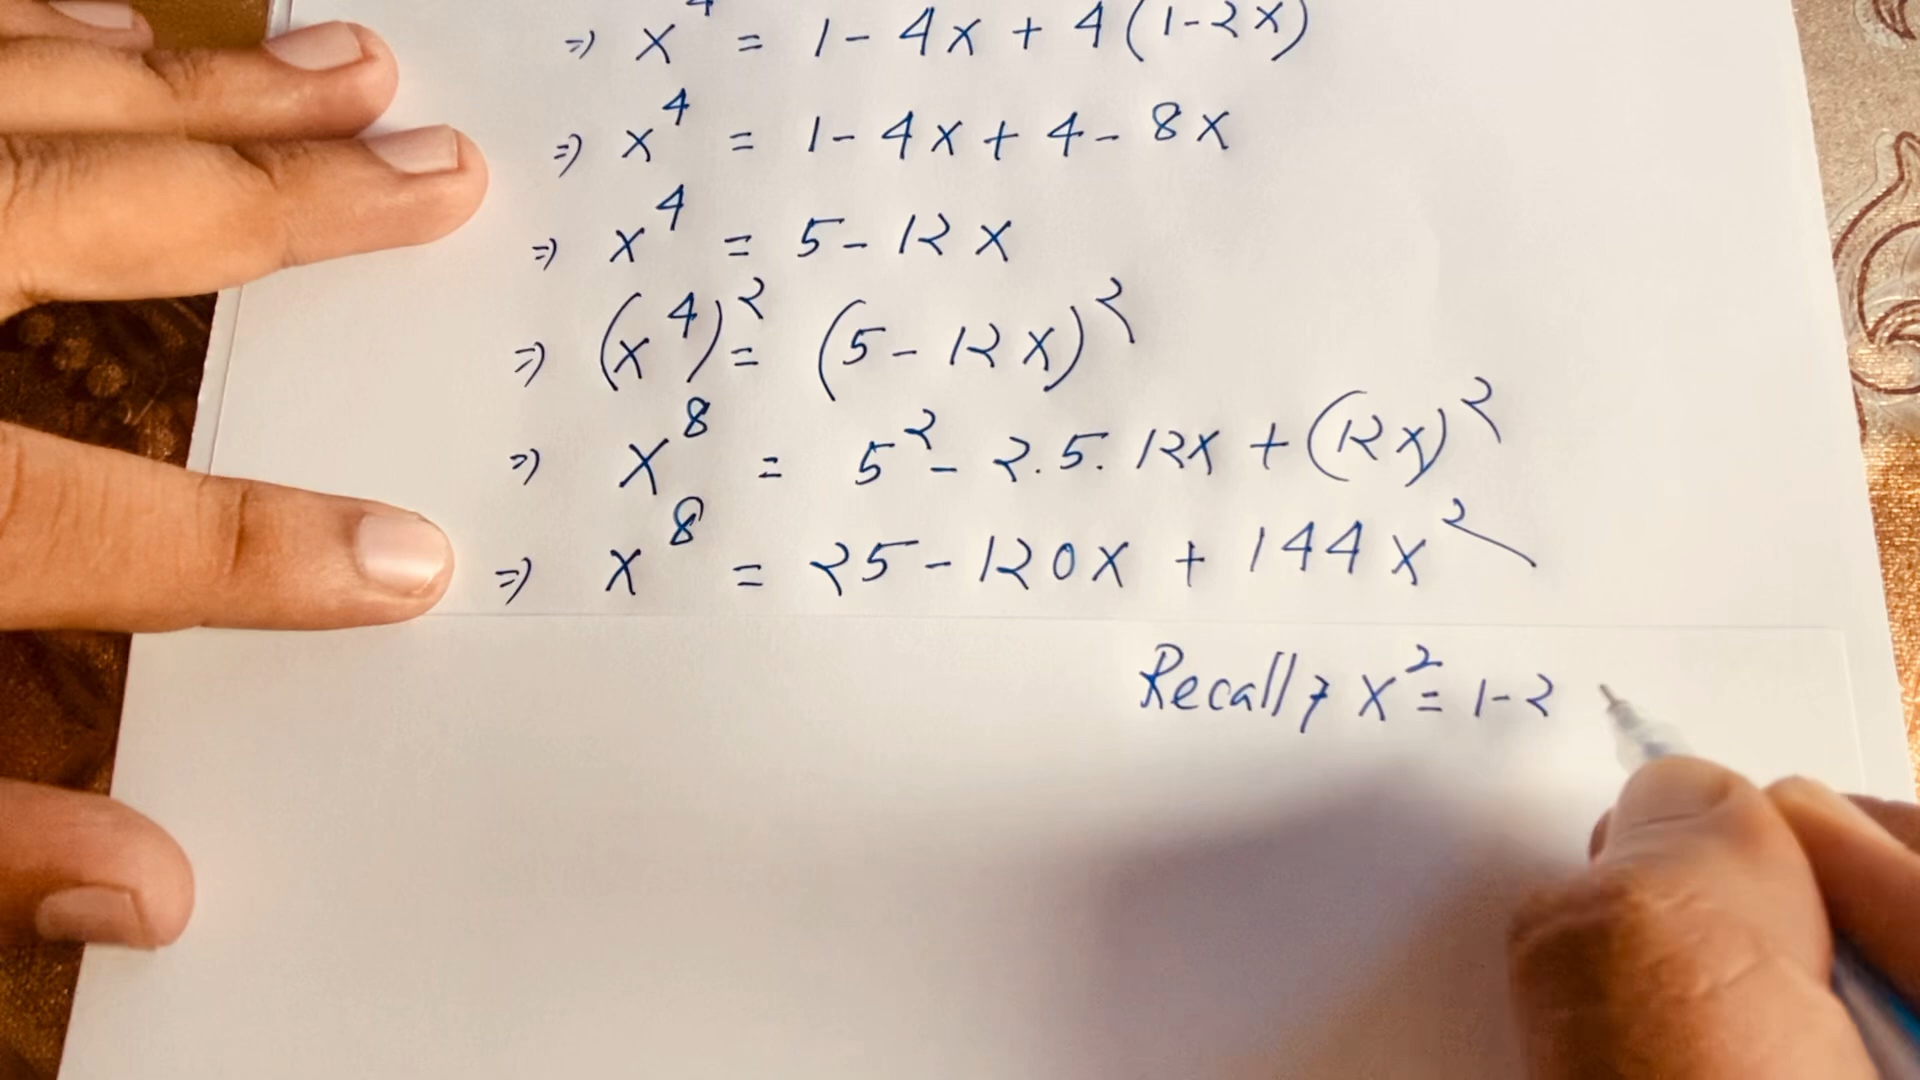 ⇒ x⁴ = 1 - 4x + 4(1-2x)
⇒ x⁴ = 1 - 4x + 4 - 8x
⇒ x⁴ = 5 - 12x
⇒ (x⁴)² = (5 - 12x)²
⇒ x⁸ = 5² - 2.5.12x + (12x)²
⇒ x⁸ = 25 - 120x + 144x²
Recall, x² = 1-2